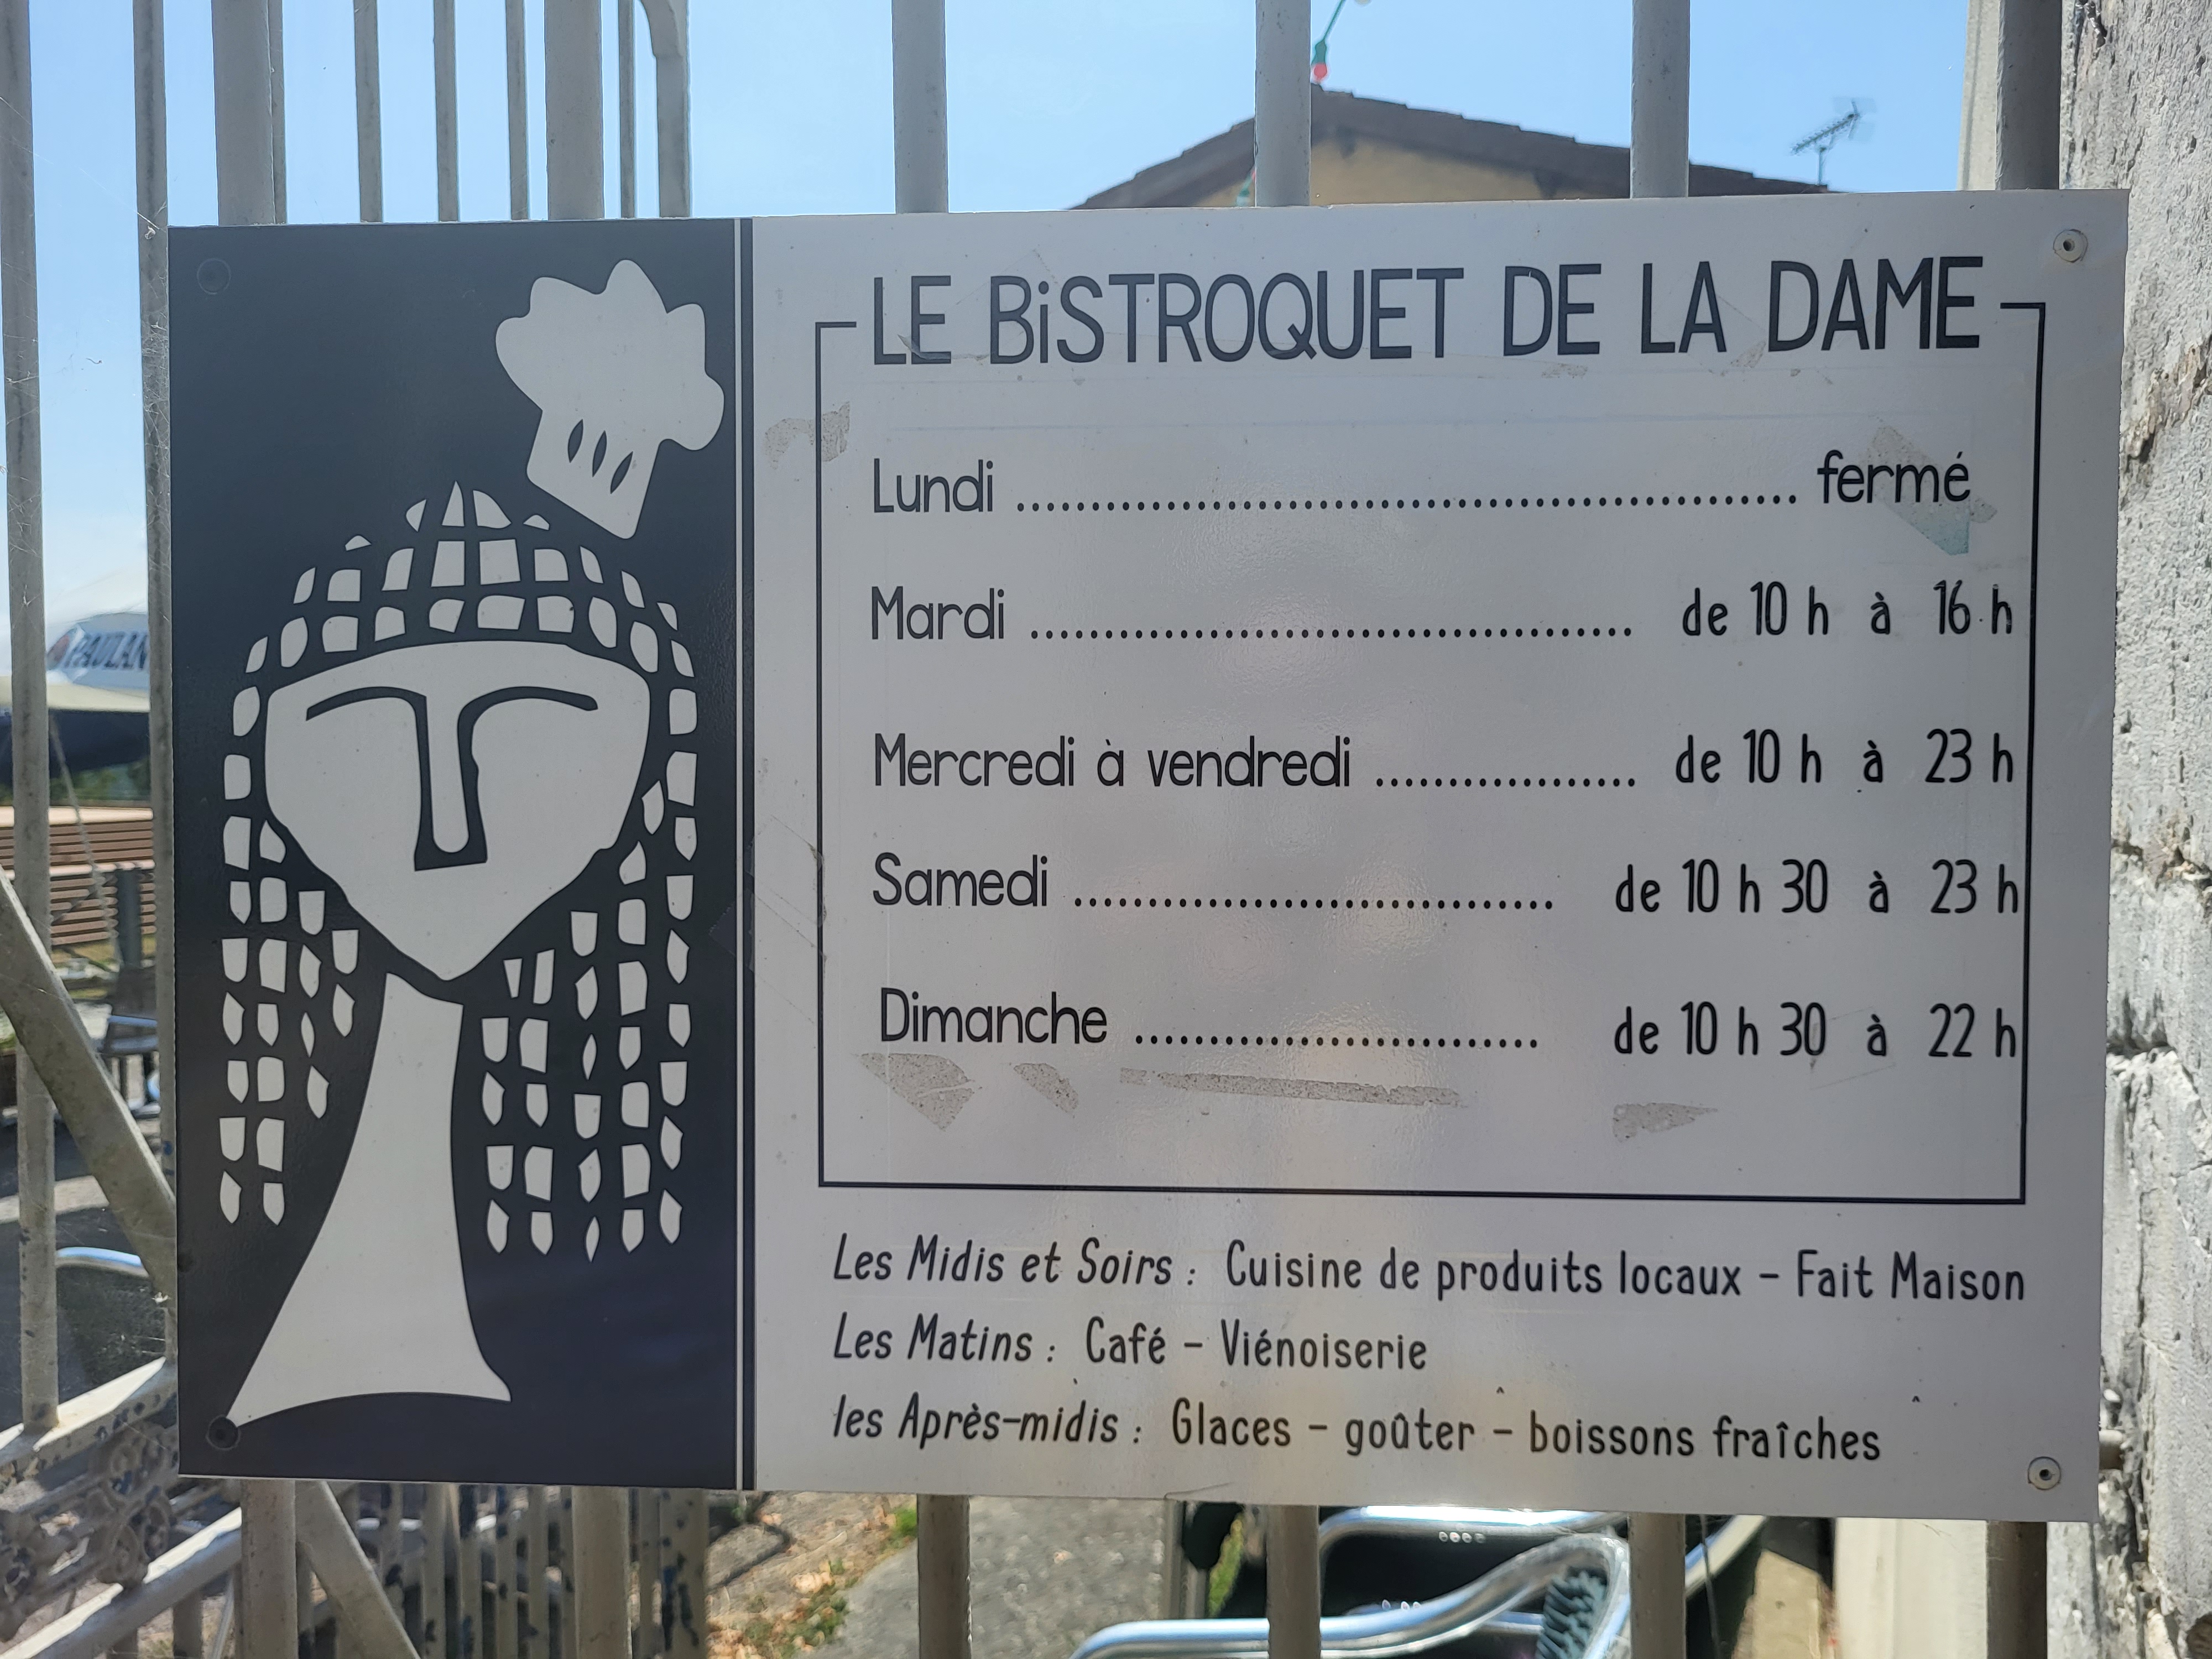 LE BiSTROQUET DE LA DAME
Lundi .................................................... fermé
Mardi ......................................... de 10 h à 16 h
Mercredi à vendredi .................. de 10 h à 23 h
Samedi ................................. de 10 h 30 à 23 h
Dimanche ........................... de 10 h 30 à 22 h
Les Midis et Soirs : Cuisine de produits locaux - Fait Maison
Les Matins : Café - Viénoiserie
les Après-midis : Glaces - goûter - boissons fraîches
PAULAN